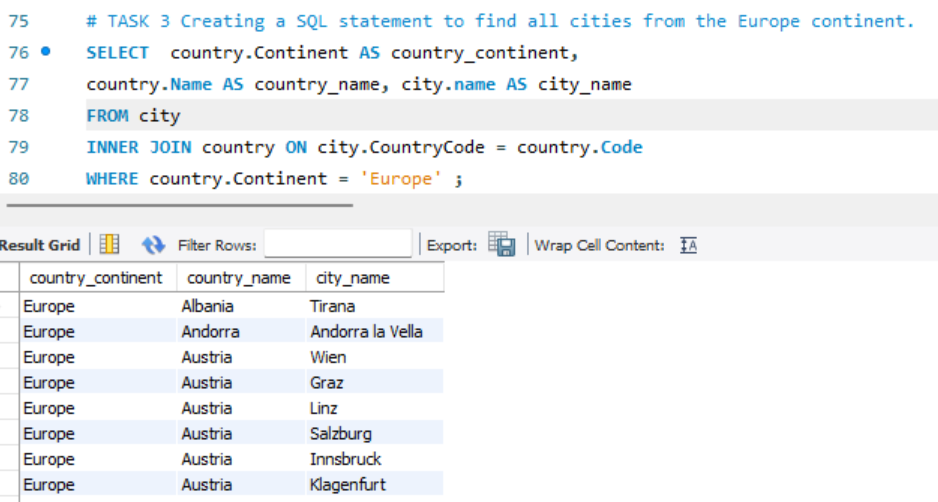 75 # TASK 3 Creating a SQL statement to find all cities from the Europe continent.
76 SELECT country.Continent AS country_continent,
77 country.Name AS country_name, city.name AS city_name
78 FROM city
79 INNER JOIN country ON city.CountryCode = country.Code
80 WHERE country.Continent = 'Europe' ;
Result Grid Filter Rows: Export: Wrap Cell Content: IA
country_continent country_name city_name
Europe Albania Tirana
Europe Andorra Andorra la Vella
Europe Austria Wien
Europe Austria Graz
Europe Austria Linz
Europe Austria Salzburg
Europe Austria Innsbruck
Europe Austria Klagenfurt